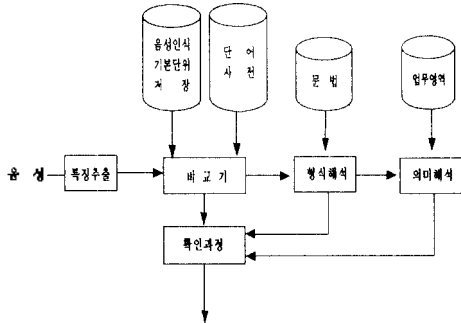 음성인식
기본단위
저 장
단 어
사전
문 법
업무영역
음 성
특징추출
비 교 기
형식해석
의미해석
확인과정